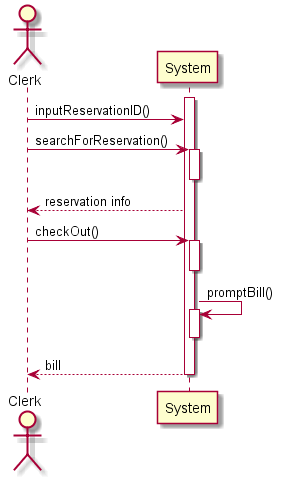 Clerk
System
inputReservationID()
searchForReservation()
reservation info
checkOut()
promptBill()
bill
Clerk
System